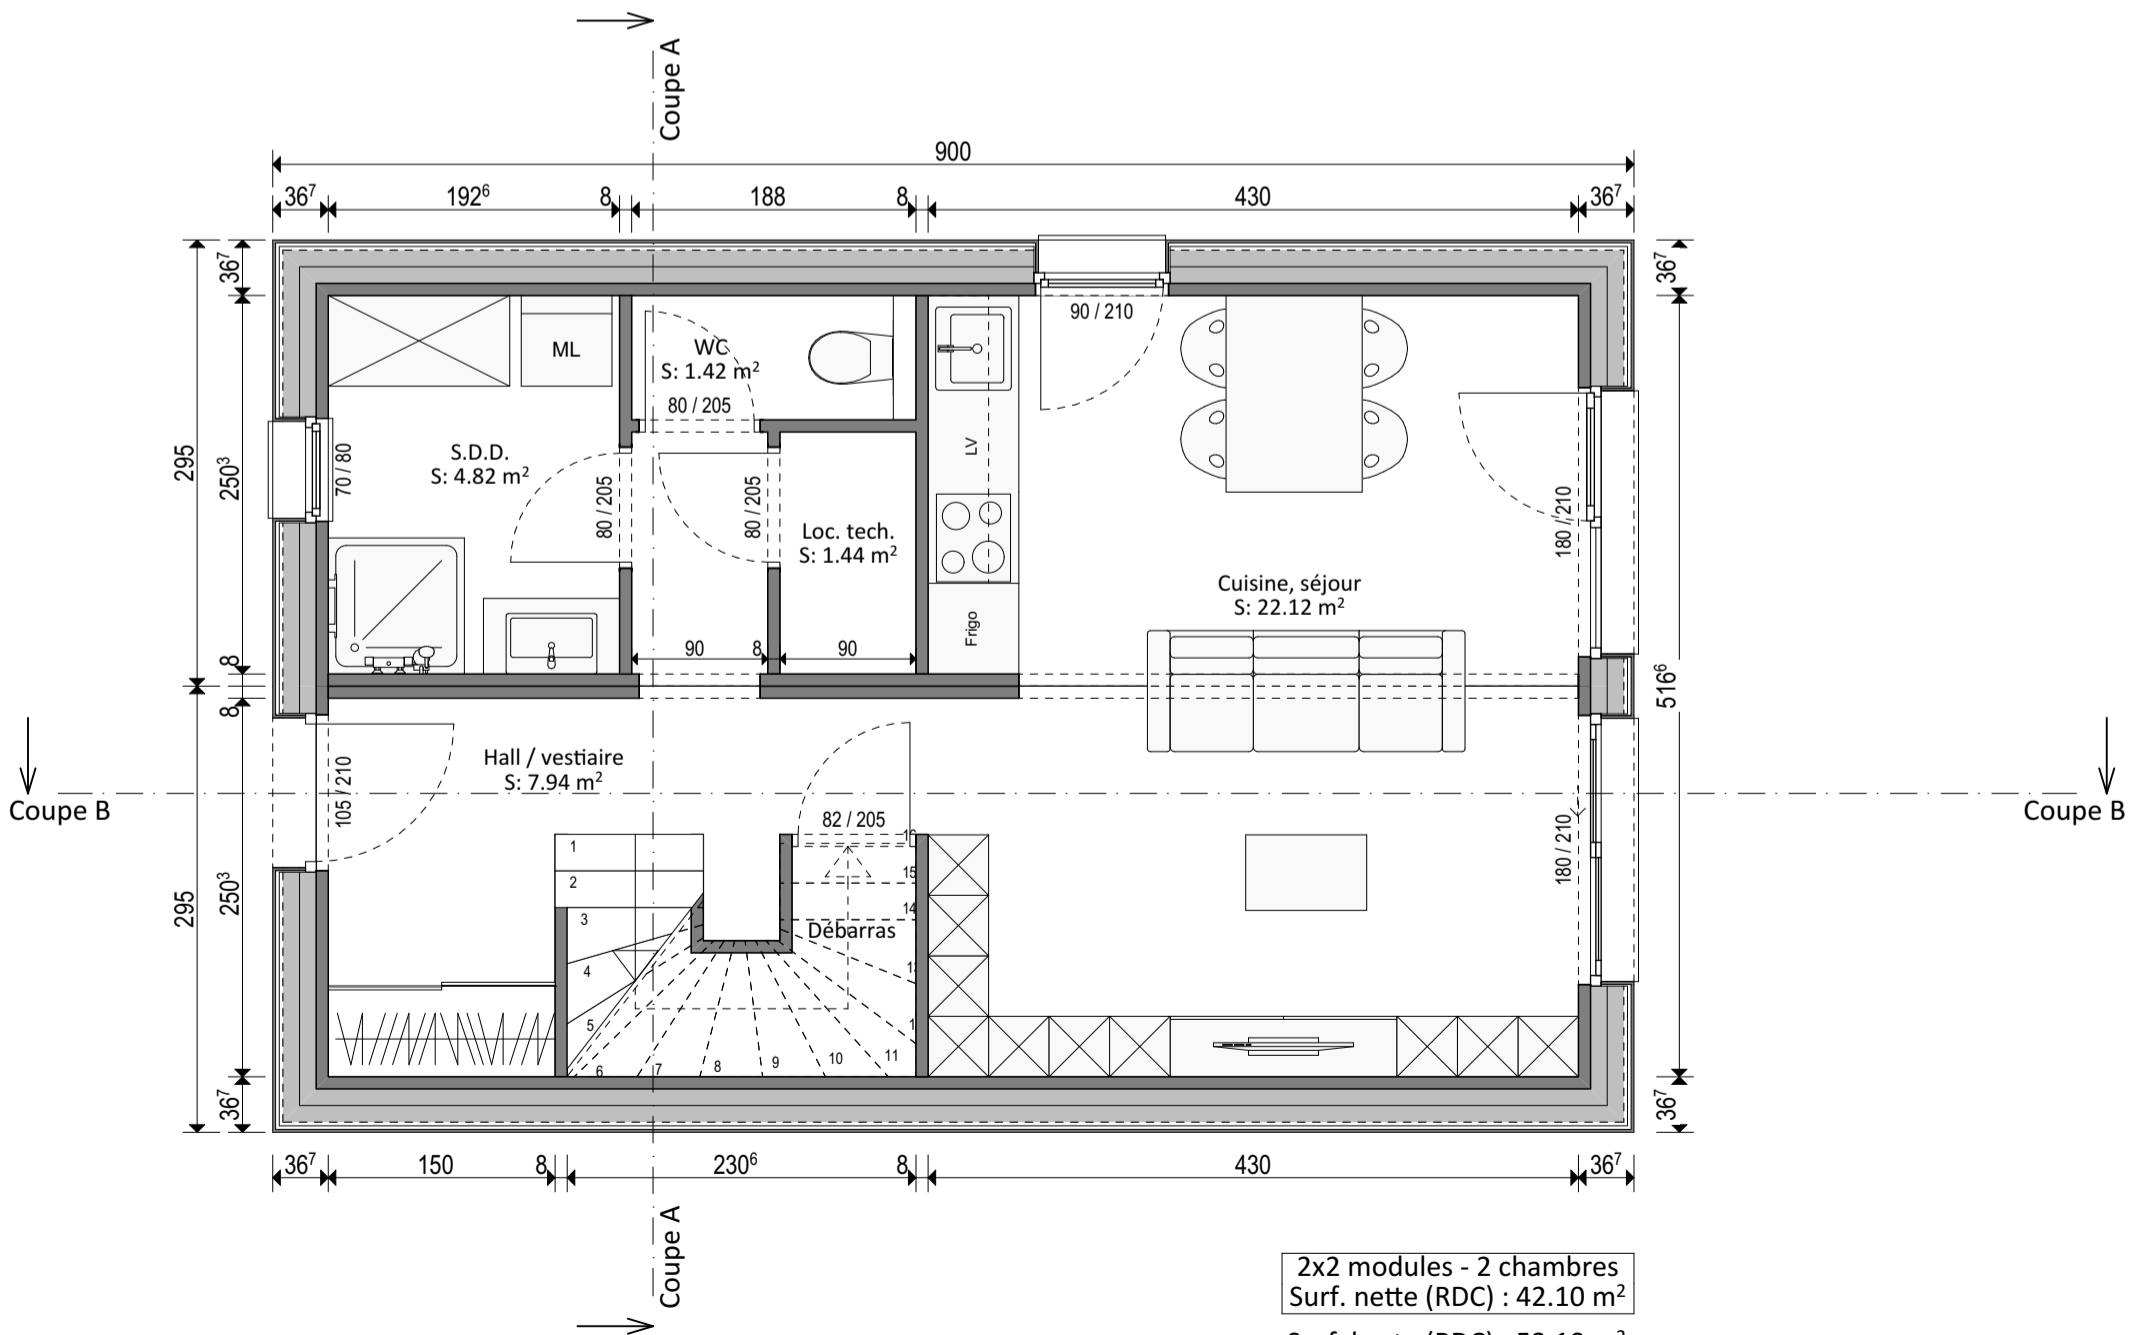 Coupe A
900
36⁷
192⁶
8
188
8
430
36⁷
36⁷
295
250³
8
8
295
250³
36⁷
36⁷
516⁶
36⁷
ML
WC
S: 1.42 m²
80 / 205
90 / 210
70 / 80
S.D.D.
S: 4.82 m²
80 / 205
80 / 205
Loc. tech.
S: 1.44 m²
LV
Frigo
180 / 210
Cuisine, séjour
S: 22.12 m²
90
8
90
Hall / vestiaire
S: 7.94 m²
105 / 210
Coupe B
Coupe B
82 / 205
180 / 210
Débarras
1
2
3
4
5
6
7
8
9
10
11
14
15
16
36⁷
150
8
230⁶
8
430
36⁷
Coupe A
2x2 modules - 2 chambres
Surf. nette (RDC) : 42.10 m²